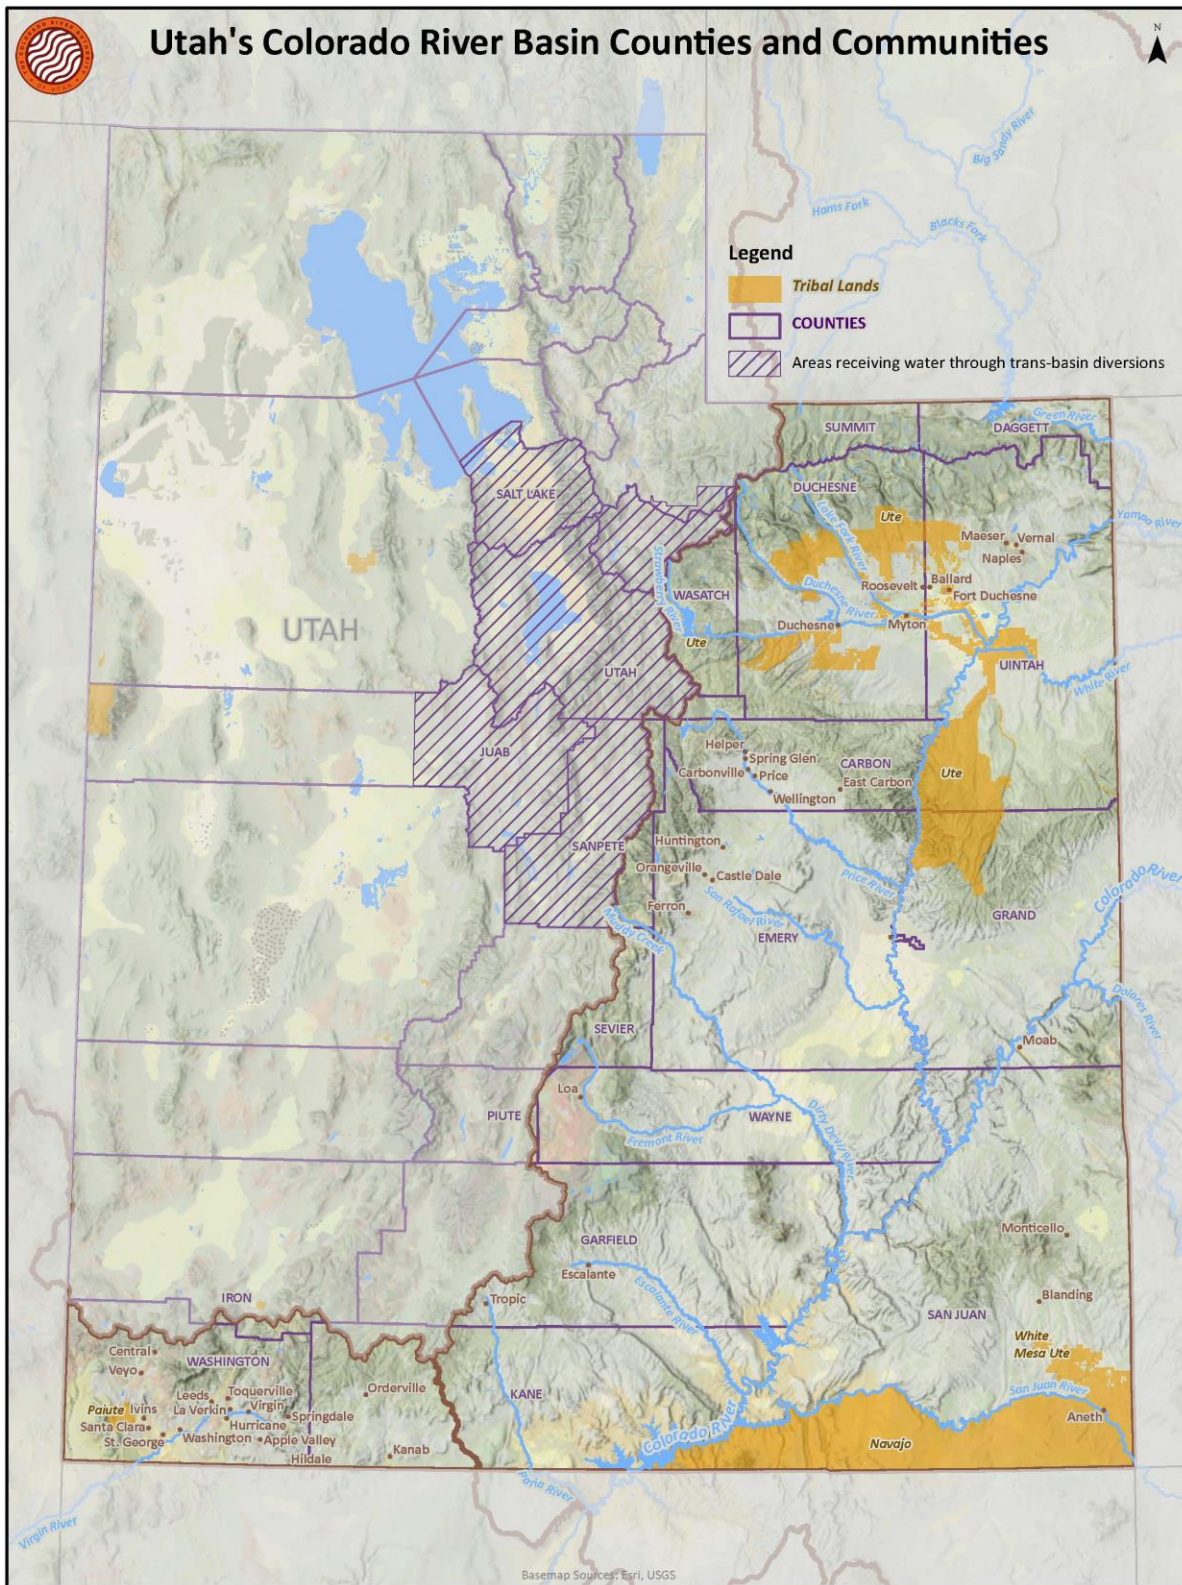 Utah's Colorado River Basin Counties and Communities
THE COLORADO RIVER AUTHORITY
OF UTAH
N
Big Sandy River
Hams Fork
Blacks Fork
Legend
Tribal Lands
COUNTIES
Areas receiving water through trans-basin diversions
Green River
SUMMIT
DAGGETT
SALT LAKE
DUCHESNE
Lake Fork River
Ute
Yampa River
Maeser
Vernal
Naples
Strawberry River
WASATCH
Roosevelt
Ballard
Fort Duchesne
Duchesne River
Duchesne
Myton
UTAH
Ute
UINTAH
UTAH
White River
JUAB
Helper
Spring Glen
Carbonville
Price
CARBON
East Carbon
Ute
Wellington
SANPETE
Huntington
Orangeville
Castle Dale
Price River
Colorado River
San Rafael River
Ferron
Muddy Creek
GRAND
EMERY
Dolores River
SEVIER
Moab
Loa
PIUTE
WAYNE
Dirty Devil River
Fremont River
GARFIELD
Monticello
Escalante
Escalante River
IRON
Tropic
Blanding
SAN JUAN
White
Mesa Ute
Central
WASHINGTON
Veyo
Orderville
KANE
San Juan River
Leeds
Toquerville
La Verkin
Virgin
Paiute
Ivins
Springdale
Santa Clara
Hurricane
Aneth
St. George
Washington
Apple Valley
Hildale
Kanab
Colorado River
Navajo
Paria River
Virgin River
Basemap Sources: Esri, USGS